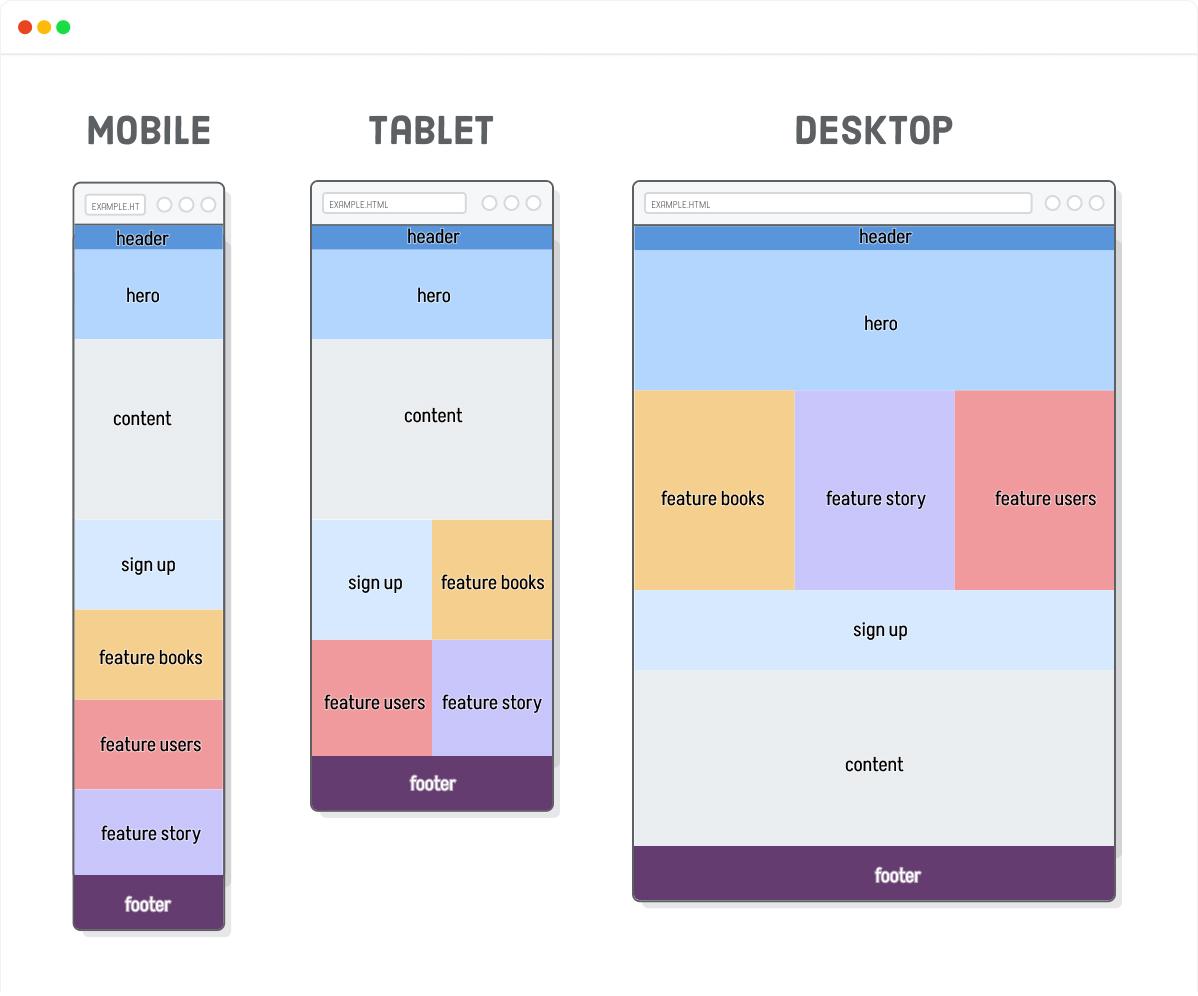 MOBILE
EXAMPLE.HT
header
hero
content
sign up
feature books
feature users
feature story
footer
TABLET
EXAMPLE.HTML
header
hero
content
sign up
feature books
feature users
feature story
footer
DESKTOP
EXAMPLE.HTML
header
hero
feature books
feature story
feature users
sign up
content
footer